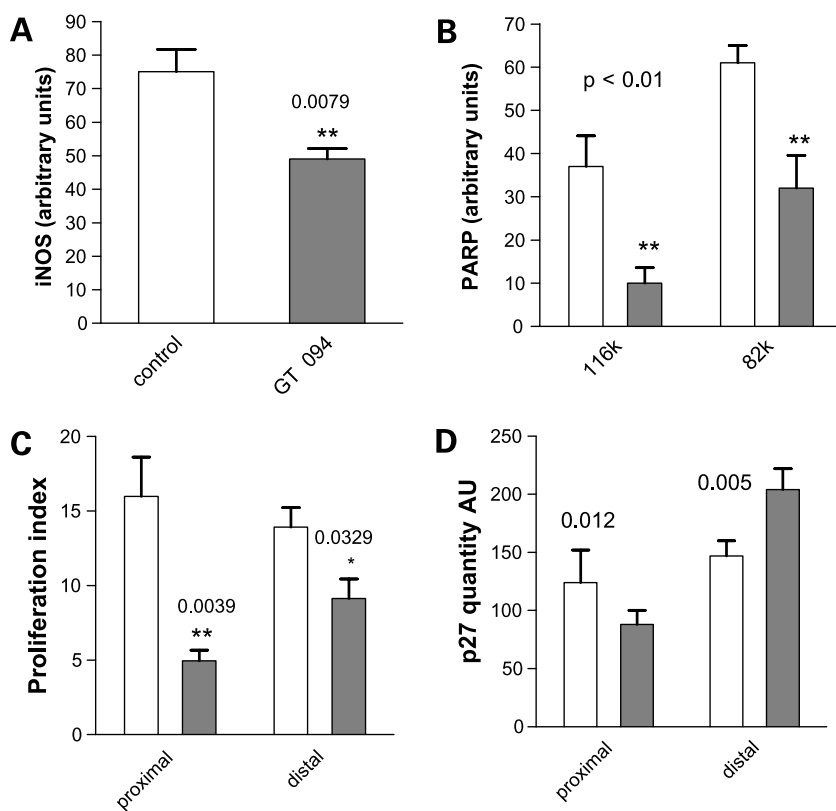 A
iNOS (arbitrary units)
90
80
70
60
50
40
30
20
10
0
0.0079
**
control
GT 094
B
PARP (arbitrary units)
70
60
50
40
30
20
10
0
p < 0.01
**
**
116k
82k
C
Proliferation index
20
15
10
5
0
0.0039
**
0.0329
*
proximal
distal
D
p27 quantity AU
250
200
150
100
50
0
0.012
0.005
proximal
distal